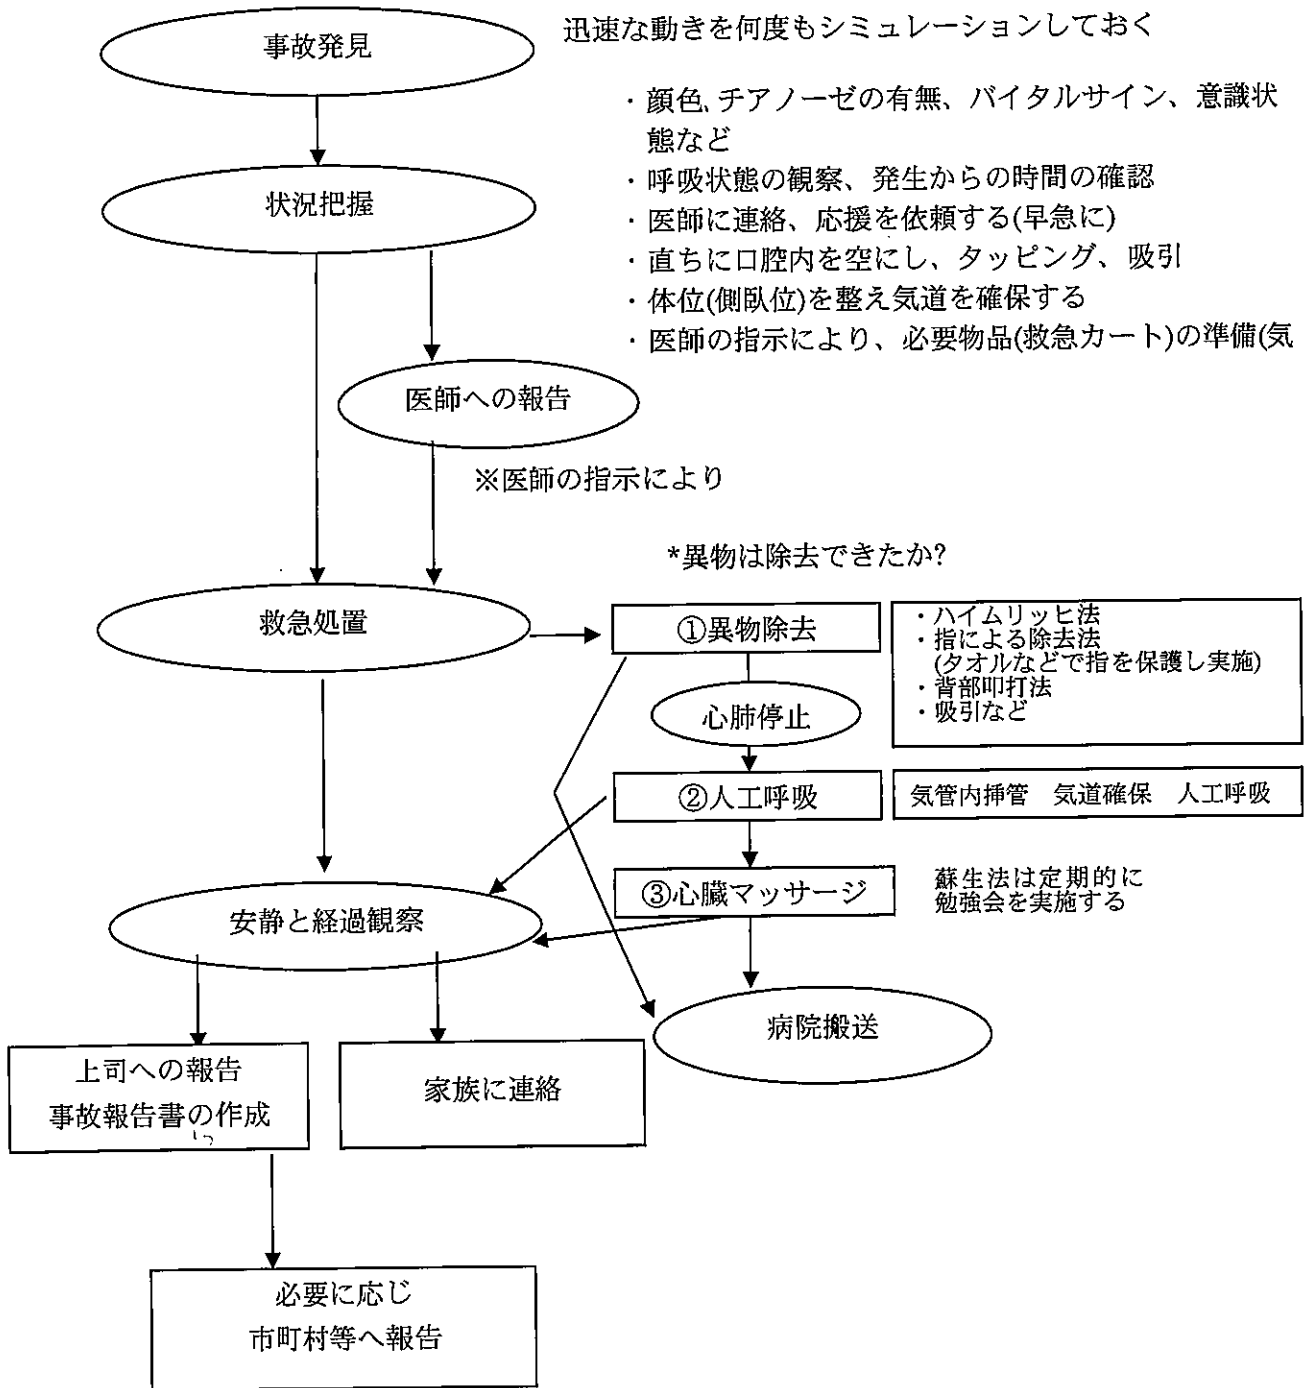 事故発見
迅速な動きを何度もシミュレーションしておく
・顔色、チアノーゼの有無、バイタルサイン、意識状
態など
・呼吸状態の観察、発生からの時間の確認
・医師に連絡、応援を依頼する(早急に)
・直ちに口腔内を空にし、タッピング、吸引
・体位(側臥位)を整え気道を確保する
・医師の指示により、必要物品(救急カート)の準備(気
状況把握
医師への報告
※医師の指示により
*異物は除去できたか?
救急処置
①異物除去
・ハイムリッヒ法
・指による除去法
(タオルなどで指を保護し実施)
・背部叩打法
・吸引など
心肺停止
②人工呼吸
気管内挿管 気道確保 人工呼吸
③心臓マッサージ
蘇生法は定期的に
勉強会を実施する
安静と経過観察
病院搬送
上司への報告
事故報告書の作成
家族に連絡
必要に応じ
市町村等へ報告